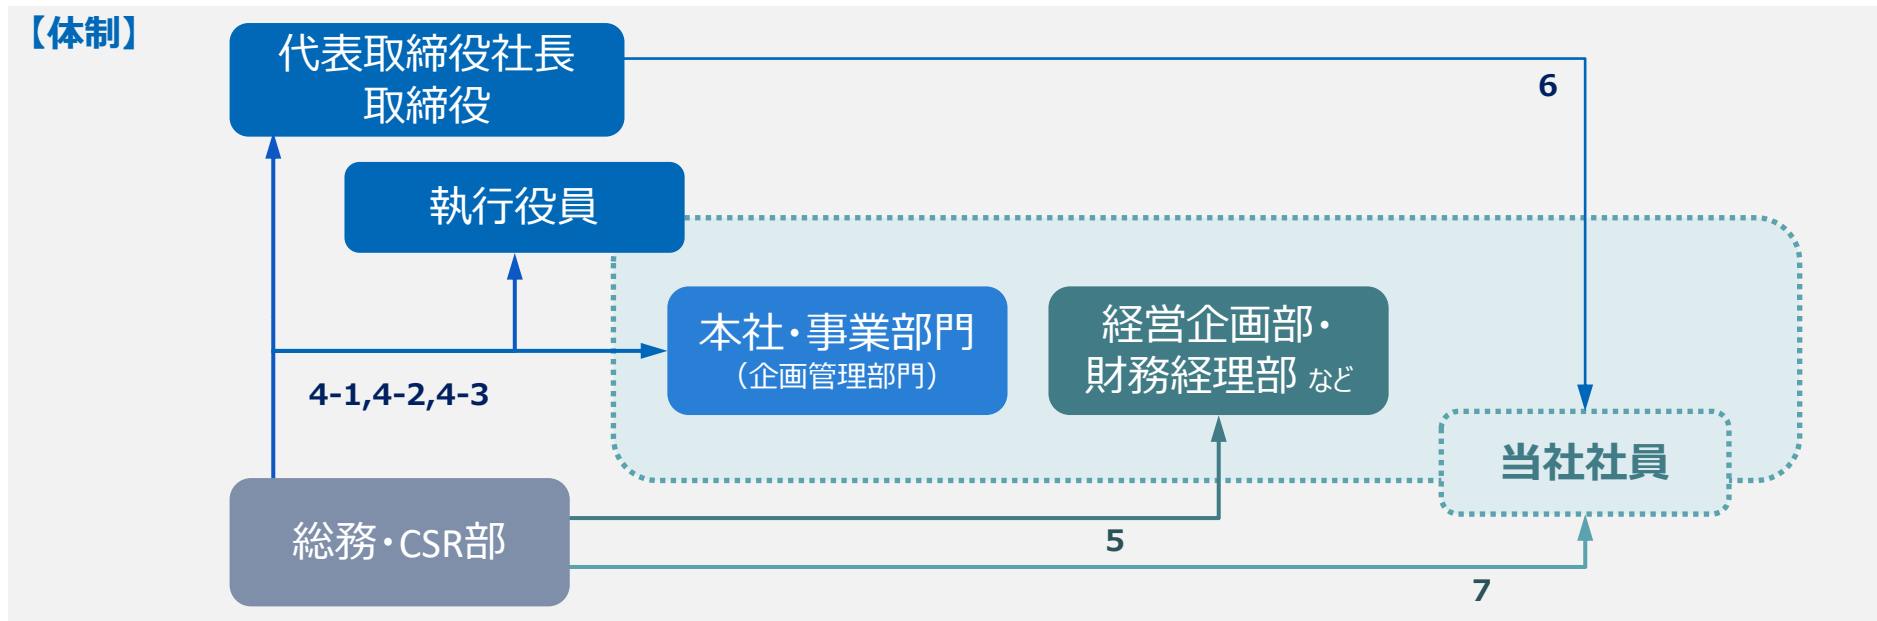 【体制】
代表取締役社長
取締役
6
執行役員
本社・事業部門
（企画管理部門）
経営企画部・
財務経理部 など
4-1,4-2,4-3
当社社員
総務・CSR部
5
7